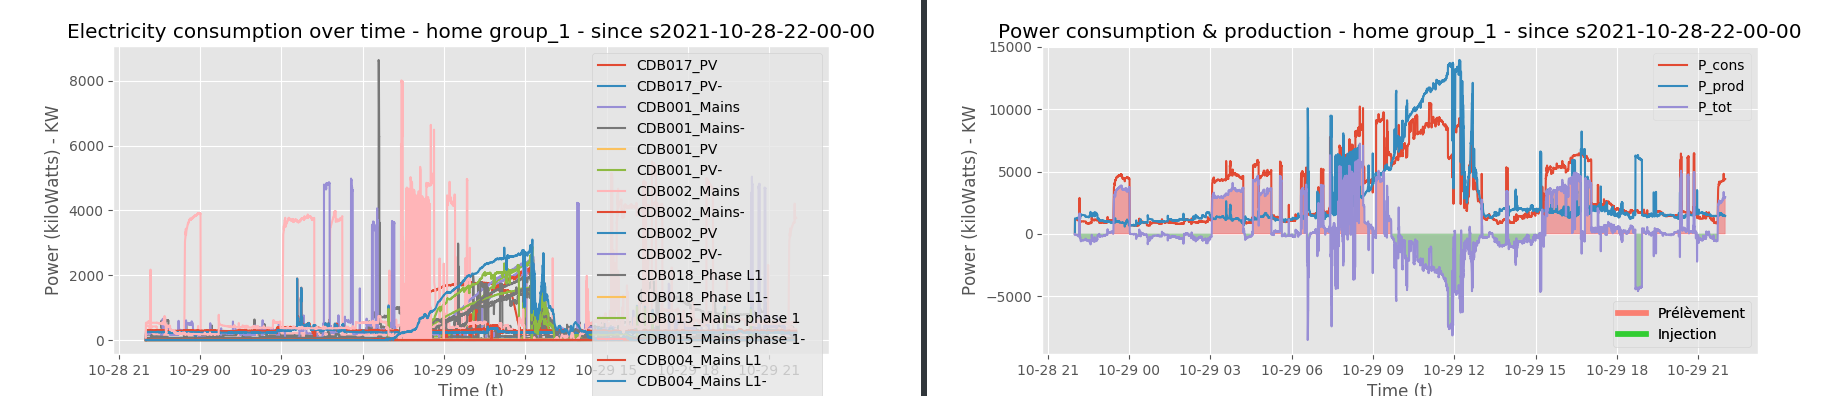 Electricity consumption over time - home group_1 - since s2021-10-28-22-00-00
Power (kiloWatts) - KW
8000
6000
4000
2000
0
10-28 21
10-29 00
10-29 03
10-29 06
10-29 09
10-29 12
10-29 15
10-29 18
10-29 21
Time (t)
CDB017_PV
CDB017_PV-
CDB001_Mains
CDB001_Mains-
CDB001_PV
CDB001_PV-
CDB002_Mains
CDB002_Mains-
CDB002_PV
CDB002_PV-
CDB018_Phase L1
CDB018_Phase L1-
CDB015_Mains phase 1
CDB015_Mains phase 1-
CDB004_Mains L1
CDB004_Mains L1-
Power consumption & production - home group_1 - since s2021-10-28-22-00-00
Power (kiloWatts) - KW
15000
10000
5000
0
−5000
10-28 21
10-29 00
10-29 03
10-29 06
10-29 09
10-29 12
10-29 15
10-29 18
10-29 21
Time (t)
P_cons
P_prod
P_tot
Prélèvement
Injection